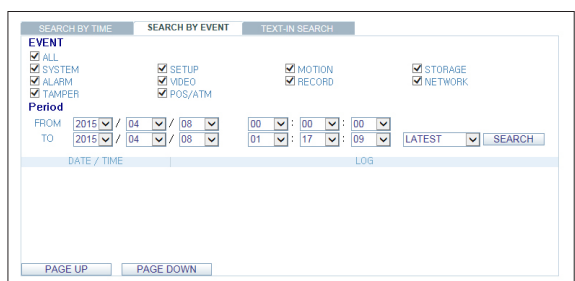 SEARCH BY TIME SEARCH BY EVENT TEXT-IN SEARCH
EVENT
ALL
SYSTEM SETUP MOTION STORAGE
ALARM VIDEO RECORD NETWORK
TAMPER POS/ATM
Period
FROM 2015 / 04 / 08 00 : 00 : 00
TO 2015 / 04 / 08 01 : 17 : 09 LATEST SEARCH
DATE / TIME LOG
PAGE UP PAGE DOWN